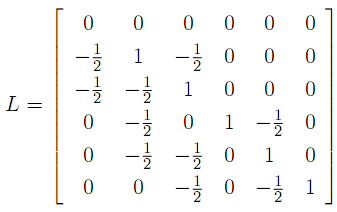 0 0 0 0 0 0
-1/2 1 -1/2 0 0 0
-1/2 -1/2 1 0 0 0
L = 0 -1/2 0 1 -1/2 0
0 -1/2 -1/2 0 1 0
0 0 -1/2 0 -1/2 1